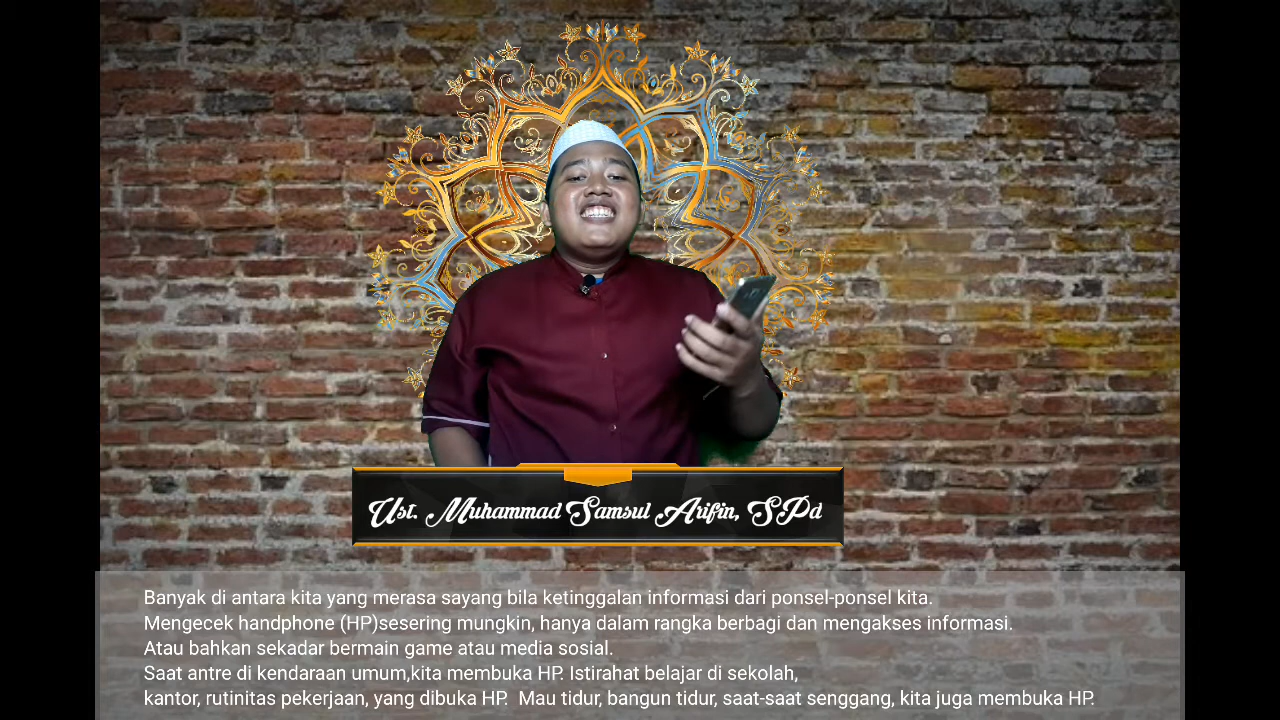 Ust. Muhammad Samsul Arifin, SPd
Banyak di antara kita yang merasa sayang bila ketinggalan informasi dari ponsel-ponsel kita.
Mengecek handphone (HP)sesering mungkin, hanya dalam rangka berbagi dan mengakses informasi.
Atau bahkan sekadar bermain game atau media sosial.
Saat antre di kendaraan umum,kita membuka HP. Istirahat belajar di sekolah,
kantor, rutinitas pekerjaan, yang dibuka HP.  Mau tidur, bangun tidur, saat-saat senggang, kita juga membuka HP.